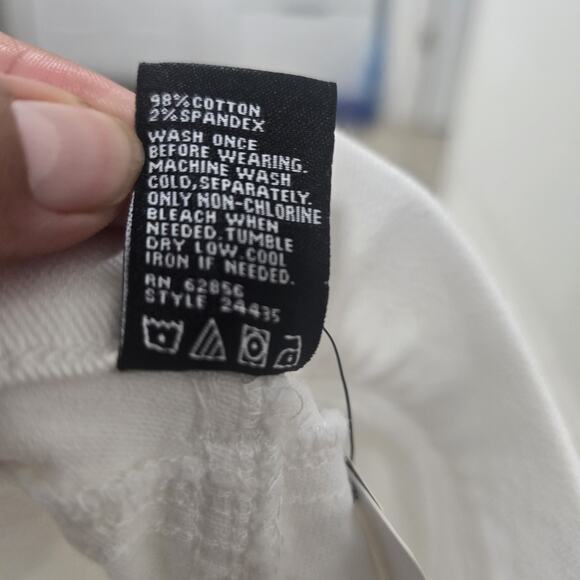 98%COTTON
2%SPANDEX
WASH ONCE
BEFORE WEARING.
MACHINE WASH
COLD,SEPARATELY.
ONLY NON-CHLORINE
BLEACH WHEN
NEEDED.TUMBLE
DRY LOW.COOL
IRON IF NEEDED.
RN 62856
STYLE 24435